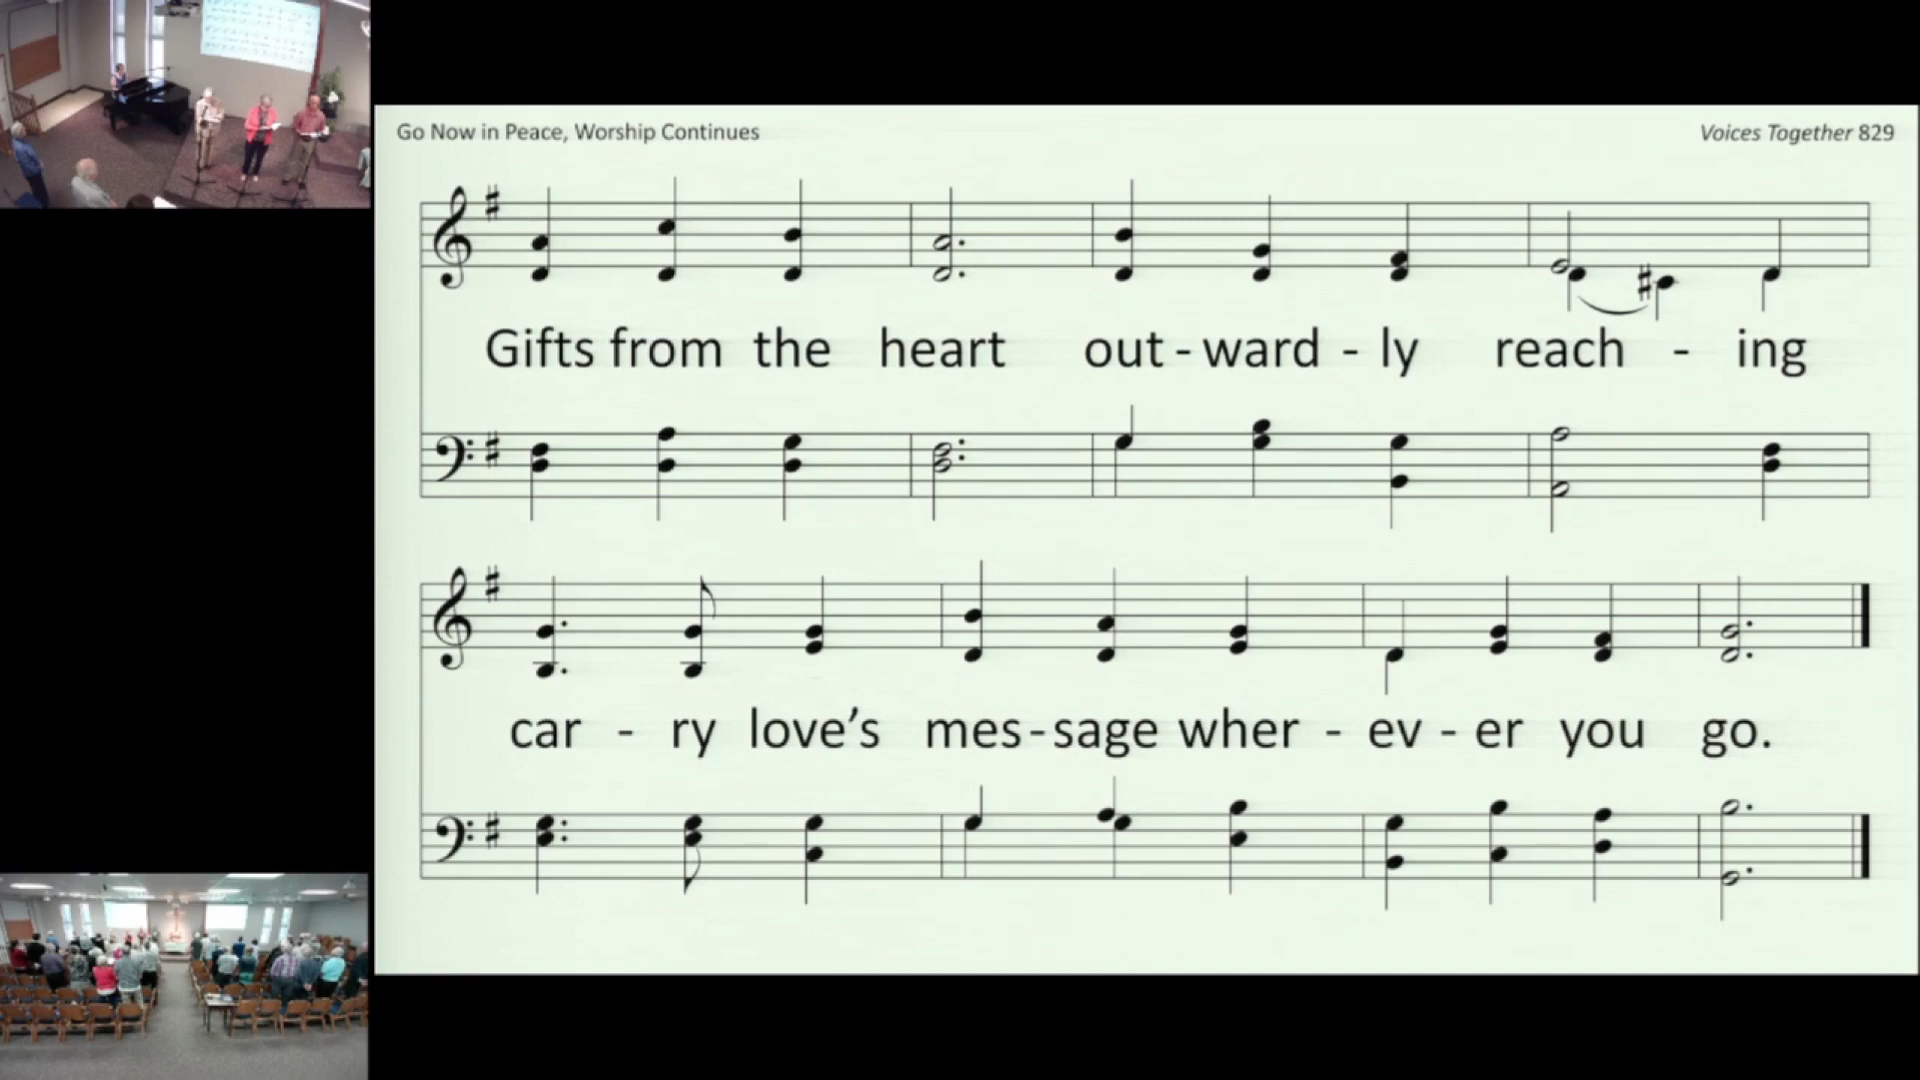 Go Now in Peace, Worship Continues
Voices Together 829
Gifts from the heart out - ward - ly reach - ing
car - ry love’s mes - sage wher - ev - er you go.